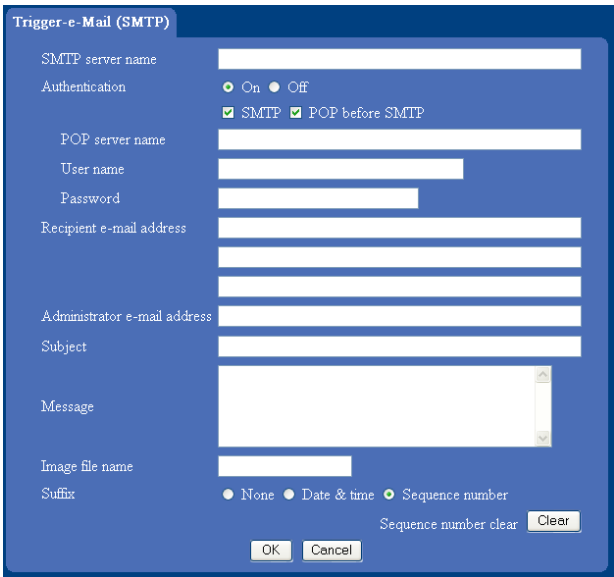 Trigger-e-Mail (SMTP)
SMTP server name
Authentication On Off
SMTP POP before SMTP
POP server name
User name
Password
Recipient e-mail address
Administrator e-mail address
Subject
Message
Image file name
Suffix None Date & time Sequence number
Sequence number clear Clear
OK Cancel